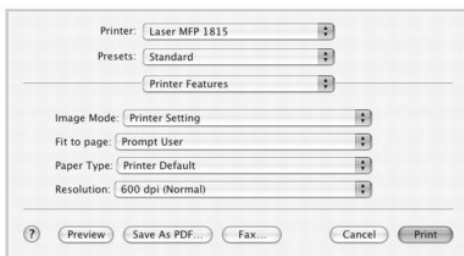 Printer: Laser MFP 1815
Presets: Standard
Printer Features
Image Mode: Printer Setting
Fit to page: Prompt User
Paper Type: Printer Default
Resolution: 600 dpi (Normal)
? Preview Save As PDF... Fax... Cancel Print